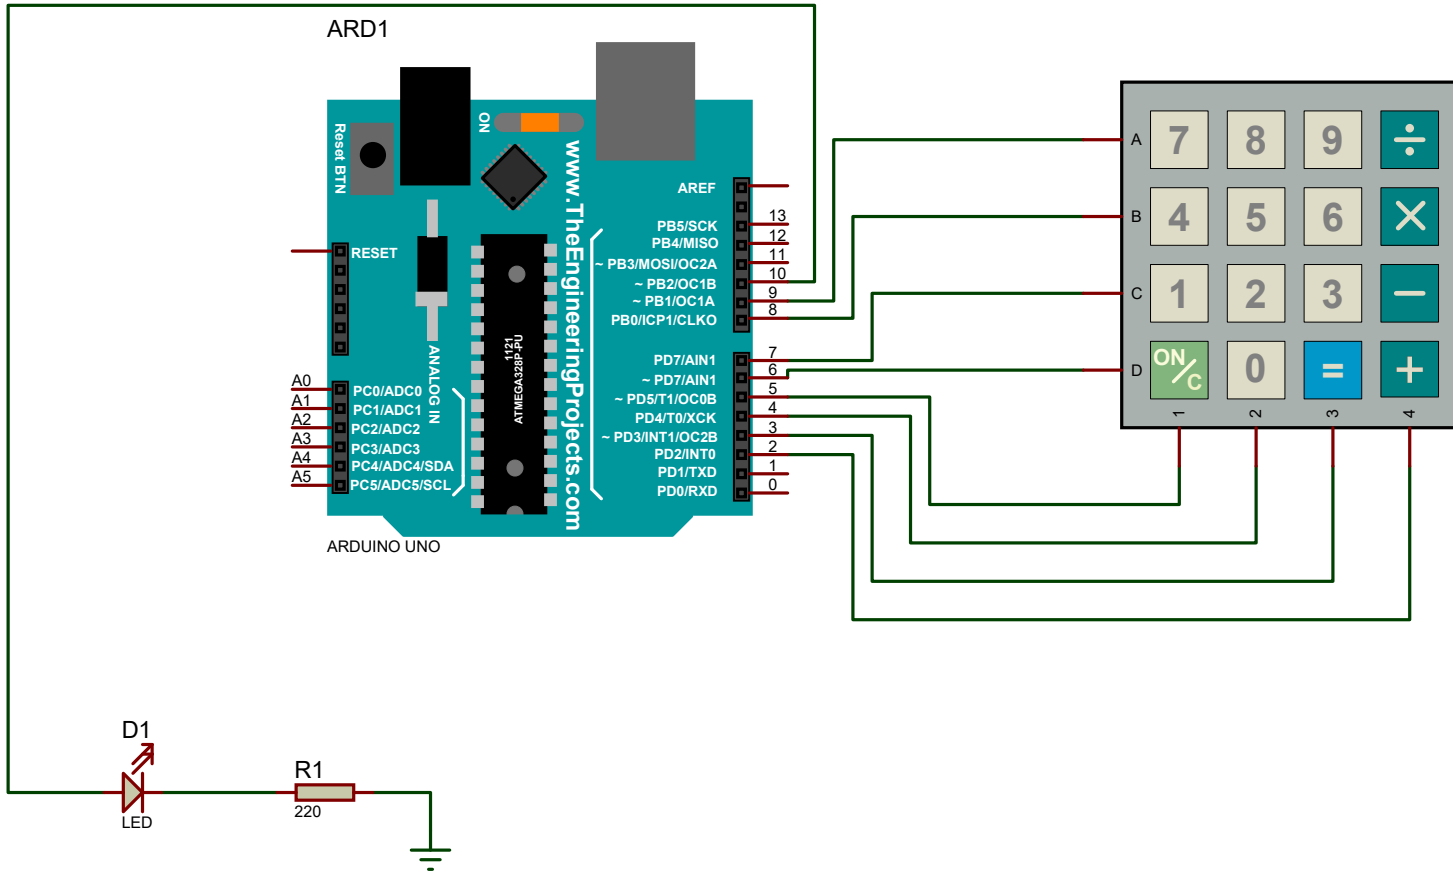 ARD1
Reset BTN
ON
www.TheEngineeringProjects.com
RESET
ANALOG IN
1121
ATMEGA328P-PU
AREF
PB5/SCK 13
PB4/MISO 12
~ PB3/MOSI/OC2A 11
~ PB2/OC1B 10
~ PB1/OC1A 9
PB0/ICP1/CLKO 8
PD7/AIN1 7
~ PD7/AIN1 6
~ PD5/T1/OC0B 5
PD4/T0/XCK 4
~ PD3/INT1/OC2B 3
PD2/INT0 2
PD1/TXD 1
PD0/RXD 0
A0 PC0/ADC0
A1 PC1/ADC1
A2 PC2/ADC2
A3 PC3/ADC3
A4 PC4/ADC4/SDA
A5 PC5/ADC5/SCL
ARDUINO UNO
A 7 8 9 ÷
B 4 5 6 ×
C 1 2 3 −
D ON/C 0 = +
1 2 3 4
D1
LED
R1
220